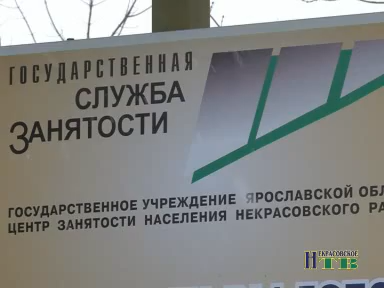 ГОСУДАРСТВЕННАЯ
СЛУЖБА
ЗАНЯТОСТИ
ГОСУДАРСТВЕННОЕ УЧРЕЖДЕНИЕ ЯРОСЛАВСКОЙ ОБЛ
ЦЕНТР ЗАНЯТОСТИ НАСЕЛЕНИЯ НЕКРАСОВСКОГО РА
НЕКРАСОВСКОЕ
НТВ